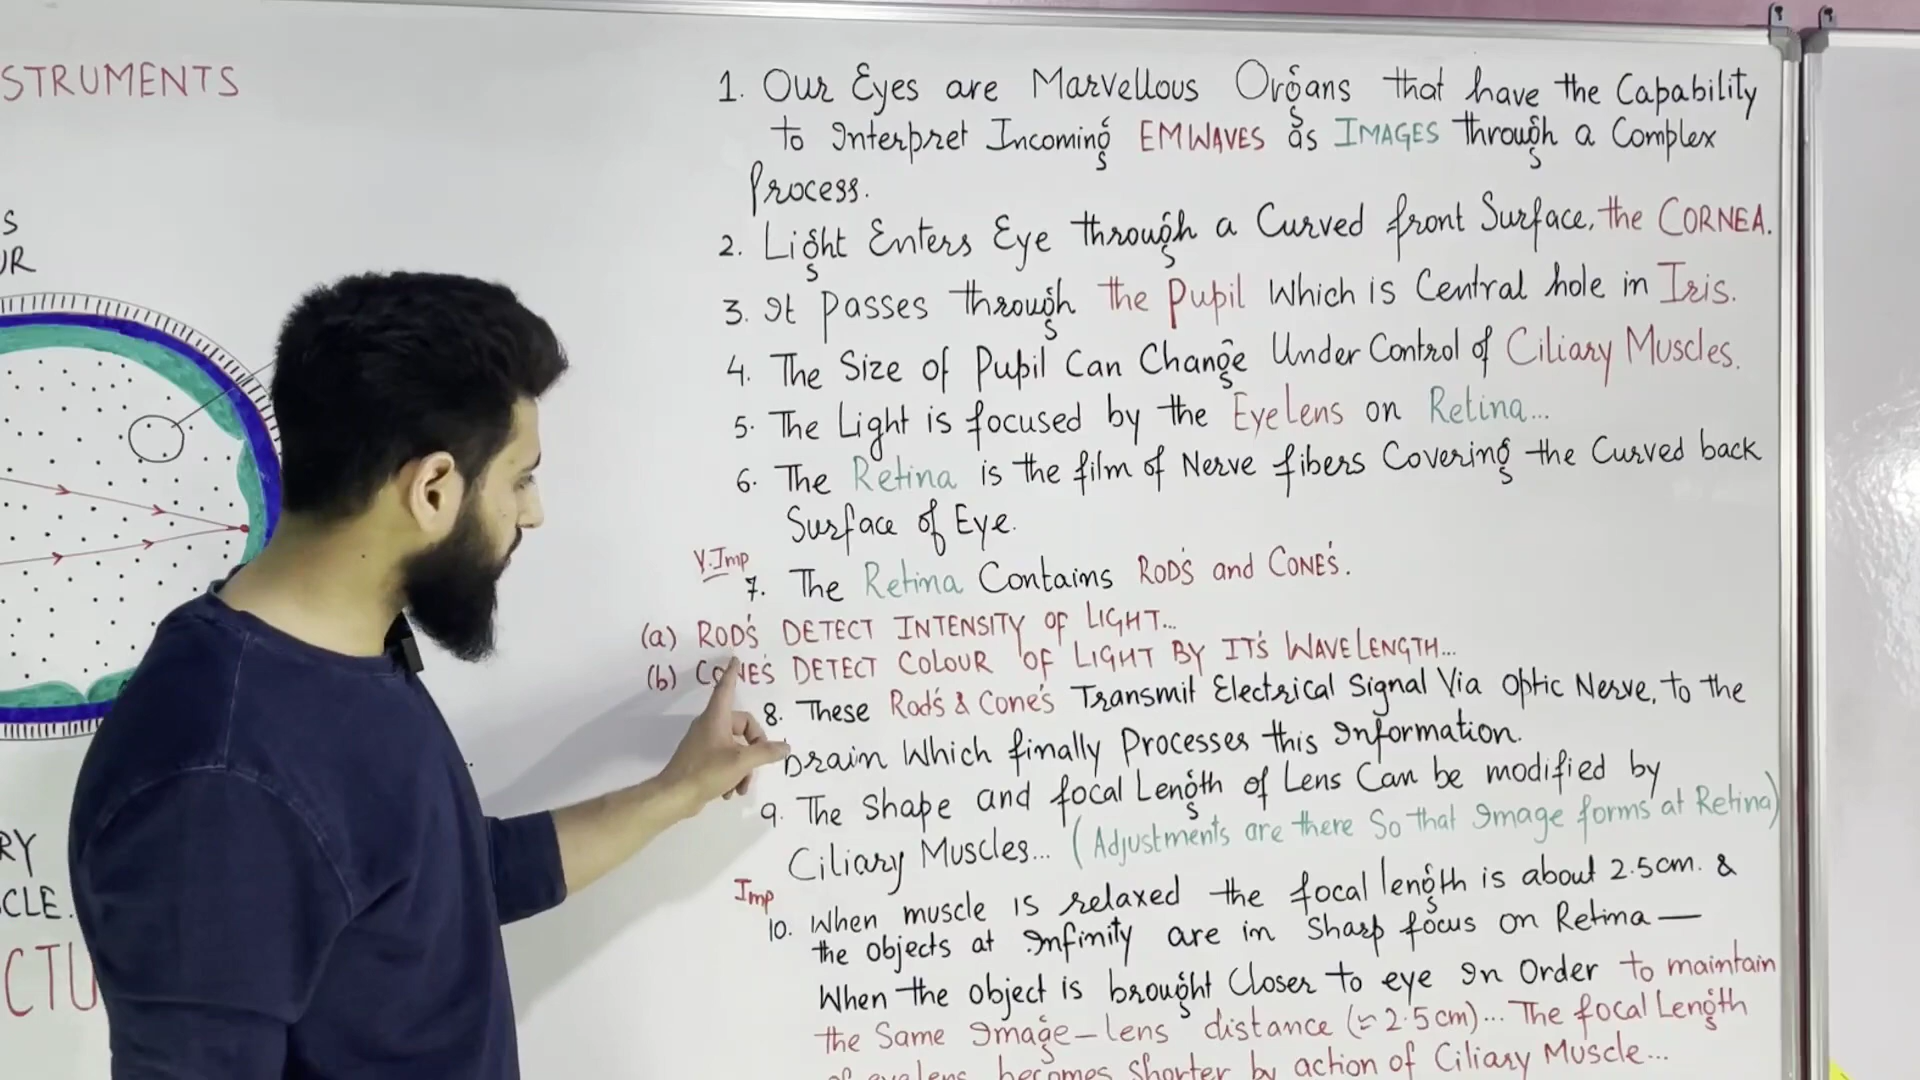 STRUMENTS
S
UR
RY
CLE.
CTU
1. Our Eyes are Marvellous Organs that have the Capability
to Interpret Incoming EMWAVES as IMAGES through a Complex
Process.
2. Light Enters Eye through a Curved front Surface, the CORNEA.
3. It passes through the Pupil Which is Central hole in Iris.
4. The Size of Pupil Can Change Under Control of Ciliary Muscles.
5. The Light is focused by the Eyelens on Retina...
6. The Retina is the film of Nerve fibers Covering the Curved back
Surface of Eye.
V.Imp
7. The Retina Contains ROD'S and CONE'S.
(a) ROD'S DETECT INTENSITY OF LIGHT...
(b) CONE'S DETECT COLOUR OF LIGHT BY IT'S WAVELENGTH...
8. These Rod's & Cone's Transmit Electrical Signal Via Optic Nerve, to the
brain Which finally Processes this Information.
9. The Shape and focal Length of Lens Can be modified by
Ciliary Muscles... (Adjustments are there So that Image forms at Retina)
Imp
10. When muscle is relaxed the focal length is about 2.5cm. &
the objects at Infinity are in Sharp focus on Retina —
When the object is brought Closer to eye In Order to maintain
the Same Image-lens distance (≃ 2.5cm)... The focal Length
of eyelens becomes Shorter by action of Ciliary Muscle...